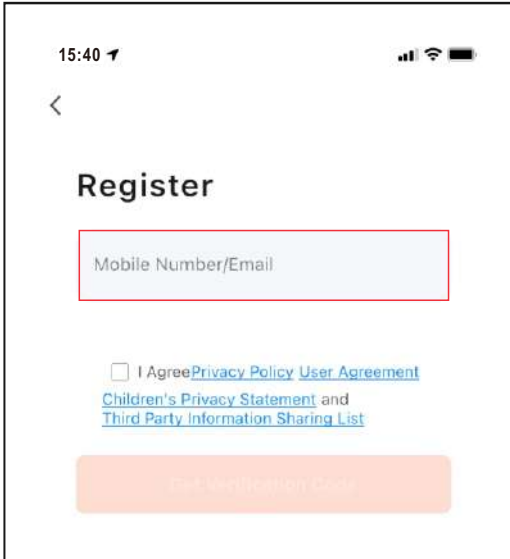 15:40
Register
Mobile Number/Email
I AgreePrivacy Policy User Agreement
Children's Privacy Statement and
Third Party Information Sharing List
Get Verification Code